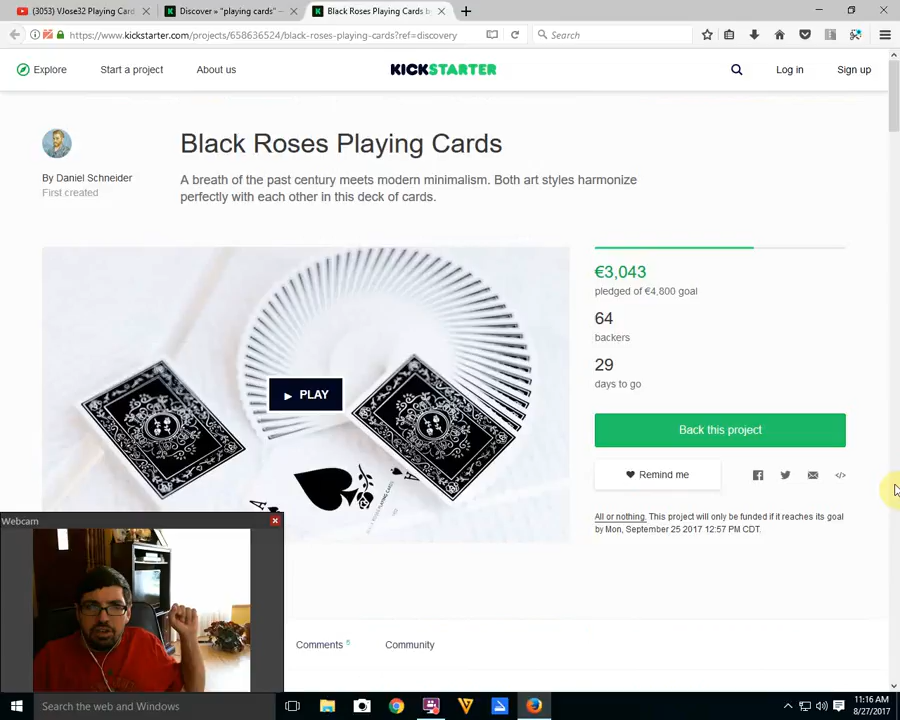 (3053) VJose32 Playing Card
Discover » "playing cards" –
Black Roses Playing Cards b
https://www.kickstarter.com/projects/658636524/black-roses-playing-cards?ref=discovery
Search
Explore
Start a project
About us
KICKSTARTER
Log in
Sign up
By Daniel Schneider
First created
Black Roses Playing Cards
A breath of the past century meets modern minimalism. Both art styles harmonize
perfectly with each other in this deck of cards.
PLAY
€3,043
pledged of €4,800 goal
64
backers
29
days to go
Back this project
Remind me
All or nothing. This project will only be funded if it reaches its goal
by Mon, September 25 2017 12:57 PM CDT.
Webcam
Comments 5
Community
Search the web and Windows
11:16 AM
8/27/2017